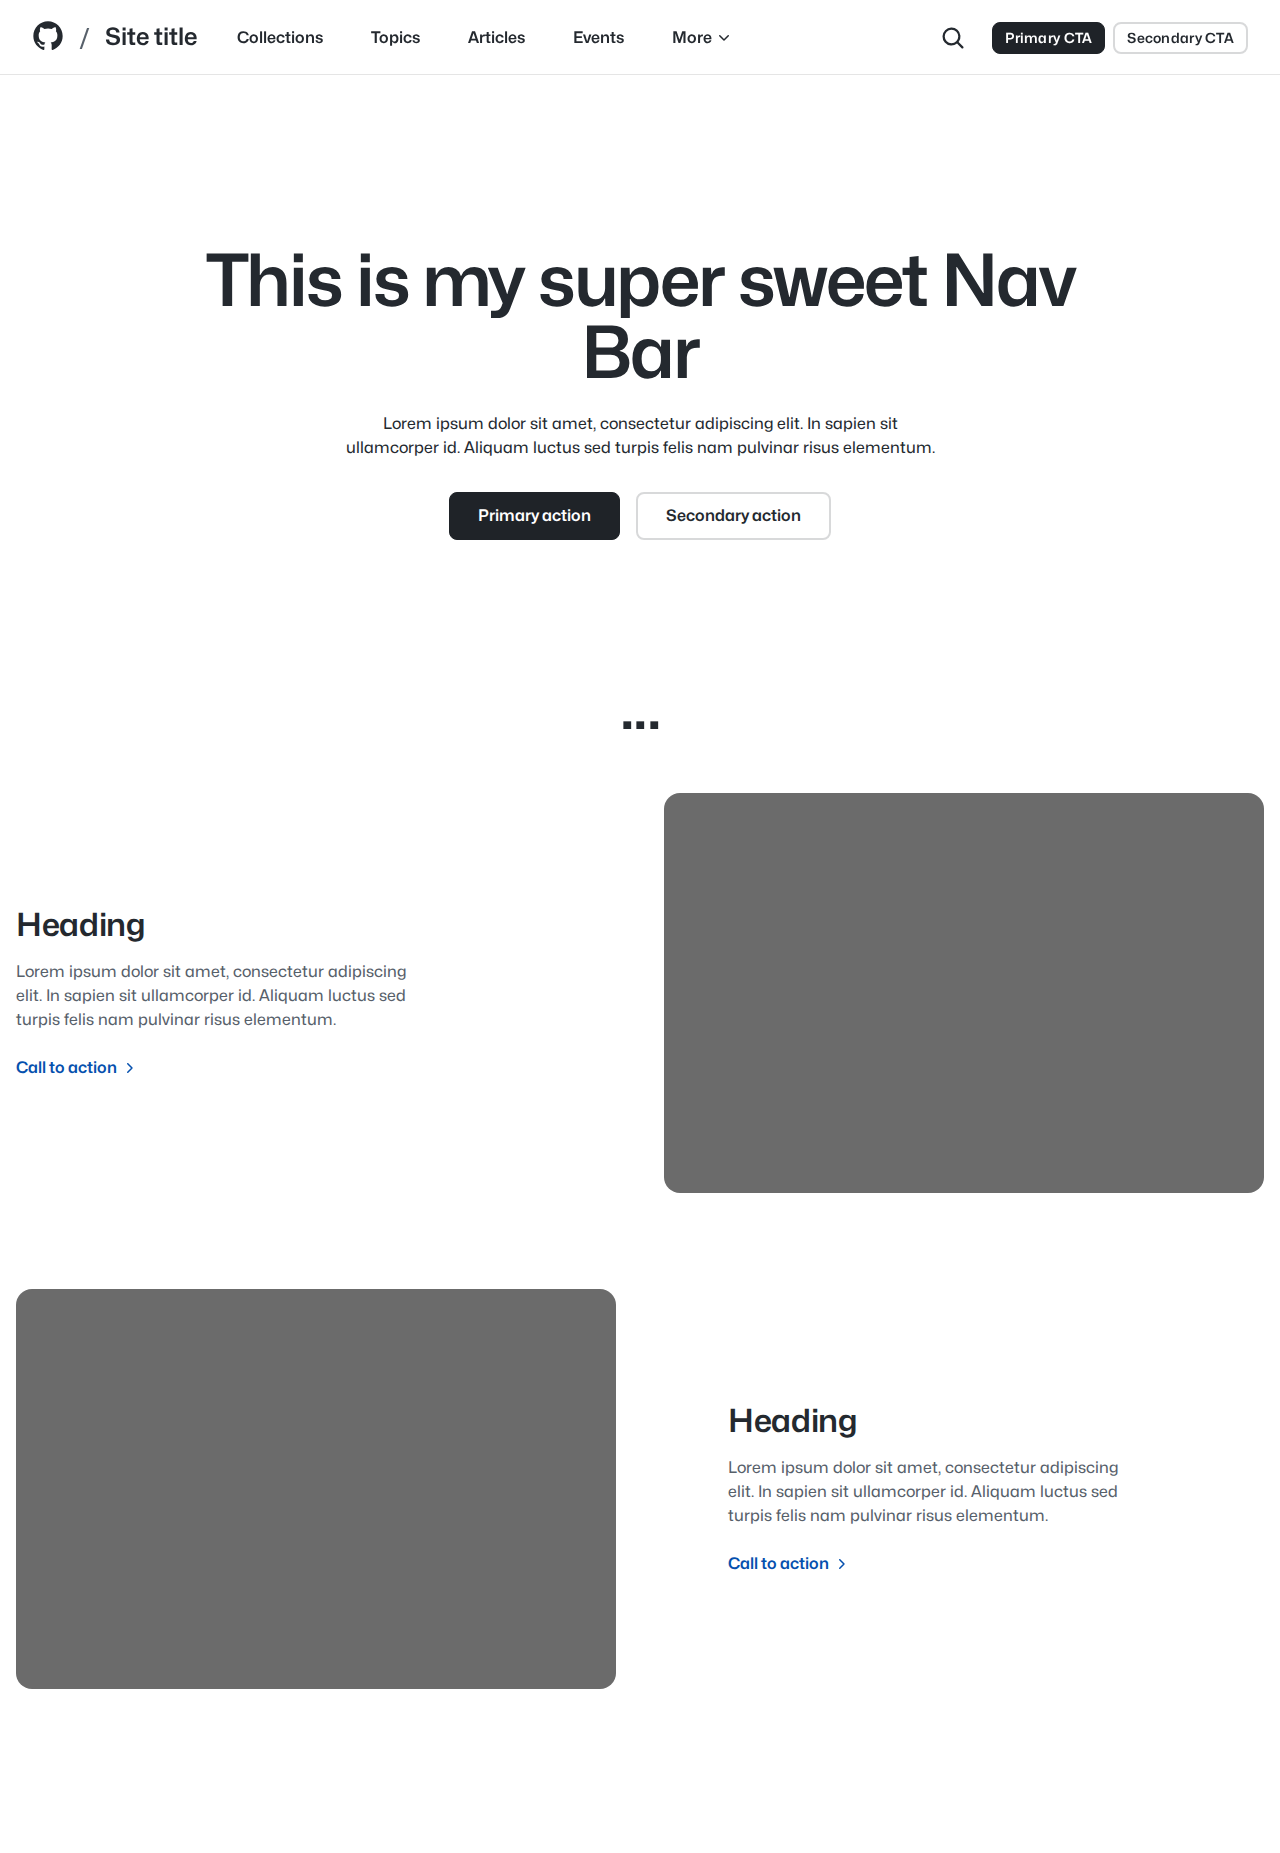 / Site title Collections Topics Articles Events More Primary CTA Secondary CTA
This is my super sweet Nav
Bar
Lorem ipsum dolor sit amet, consectetur adipiscing elit. In sapien sit
ullamcorper id. Aliquam luctus sed turpis felis nam pulvinar risus elementum.
Primary action Secondary action
...
Heading
Lorem ipsum dolor sit amet, consectetur adipiscing
elit. In sapien sit ullamcorper id. Aliquam luctus sed
turpis felis nam pulvinar risus elementum.
Call to action
Heading
Lorem ipsum dolor sit amet, consectetur adipiscing
elit. In sapien sit ullamcorper id. Aliquam luctus sed
turpis felis nam pulvinar risus elementum.
Call to action